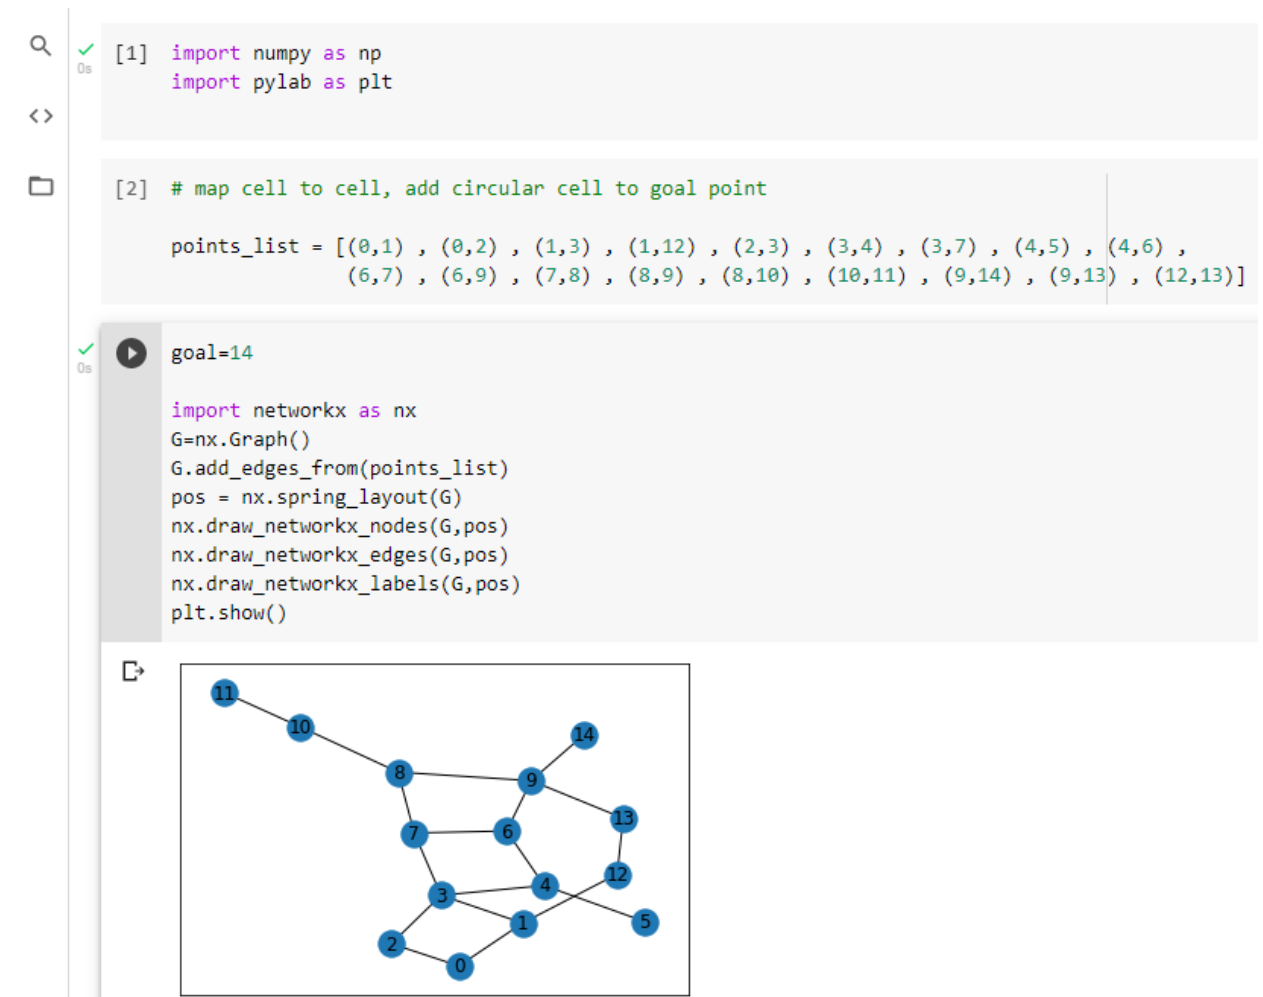 [1] import numpy as np
0s
import pylab as plt
<>
[2] # map cell to cell, add circular cell to goal point
points_list = [(0,1) , (0,2) , (1,3) , (1,12) , (2,3) , (3,4) , (3,7) , (4,5) , (4,6) ,
(6,7) , (6,9) , (7,8) , (8,9) , (8,10) , (10,11) , (9,14) , (9,13) , (12,13)]
goal=14
0s
import networkx as nx
G=nx.Graph()
G.add_edges_from(points_list)
pos = nx.spring_layout(G)
nx.draw_networkx_nodes(G,pos)
nx.draw_networkx_edges(G,pos)
nx.draw_networkx_labels(G,pos)
plt.show()
11
10
14
8
9
13
7
6
12
4
3
1
5
2
0